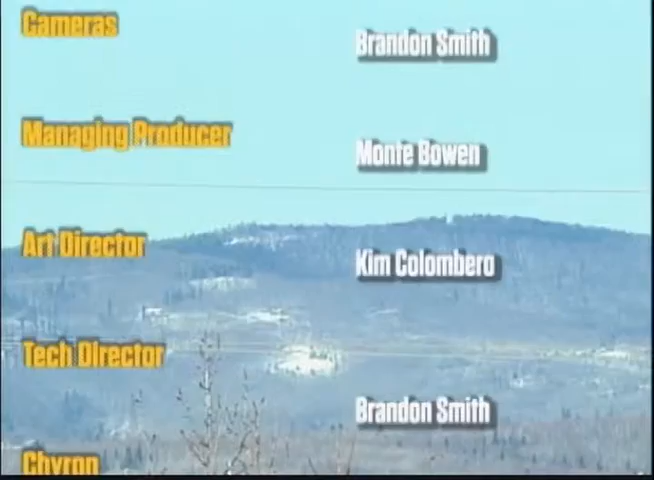 Cameras
Brandon Smith
Managing Producer
Monte Bowen
Art Director
Kim Colombero
Tech Director
Brandon Smith
Chyron